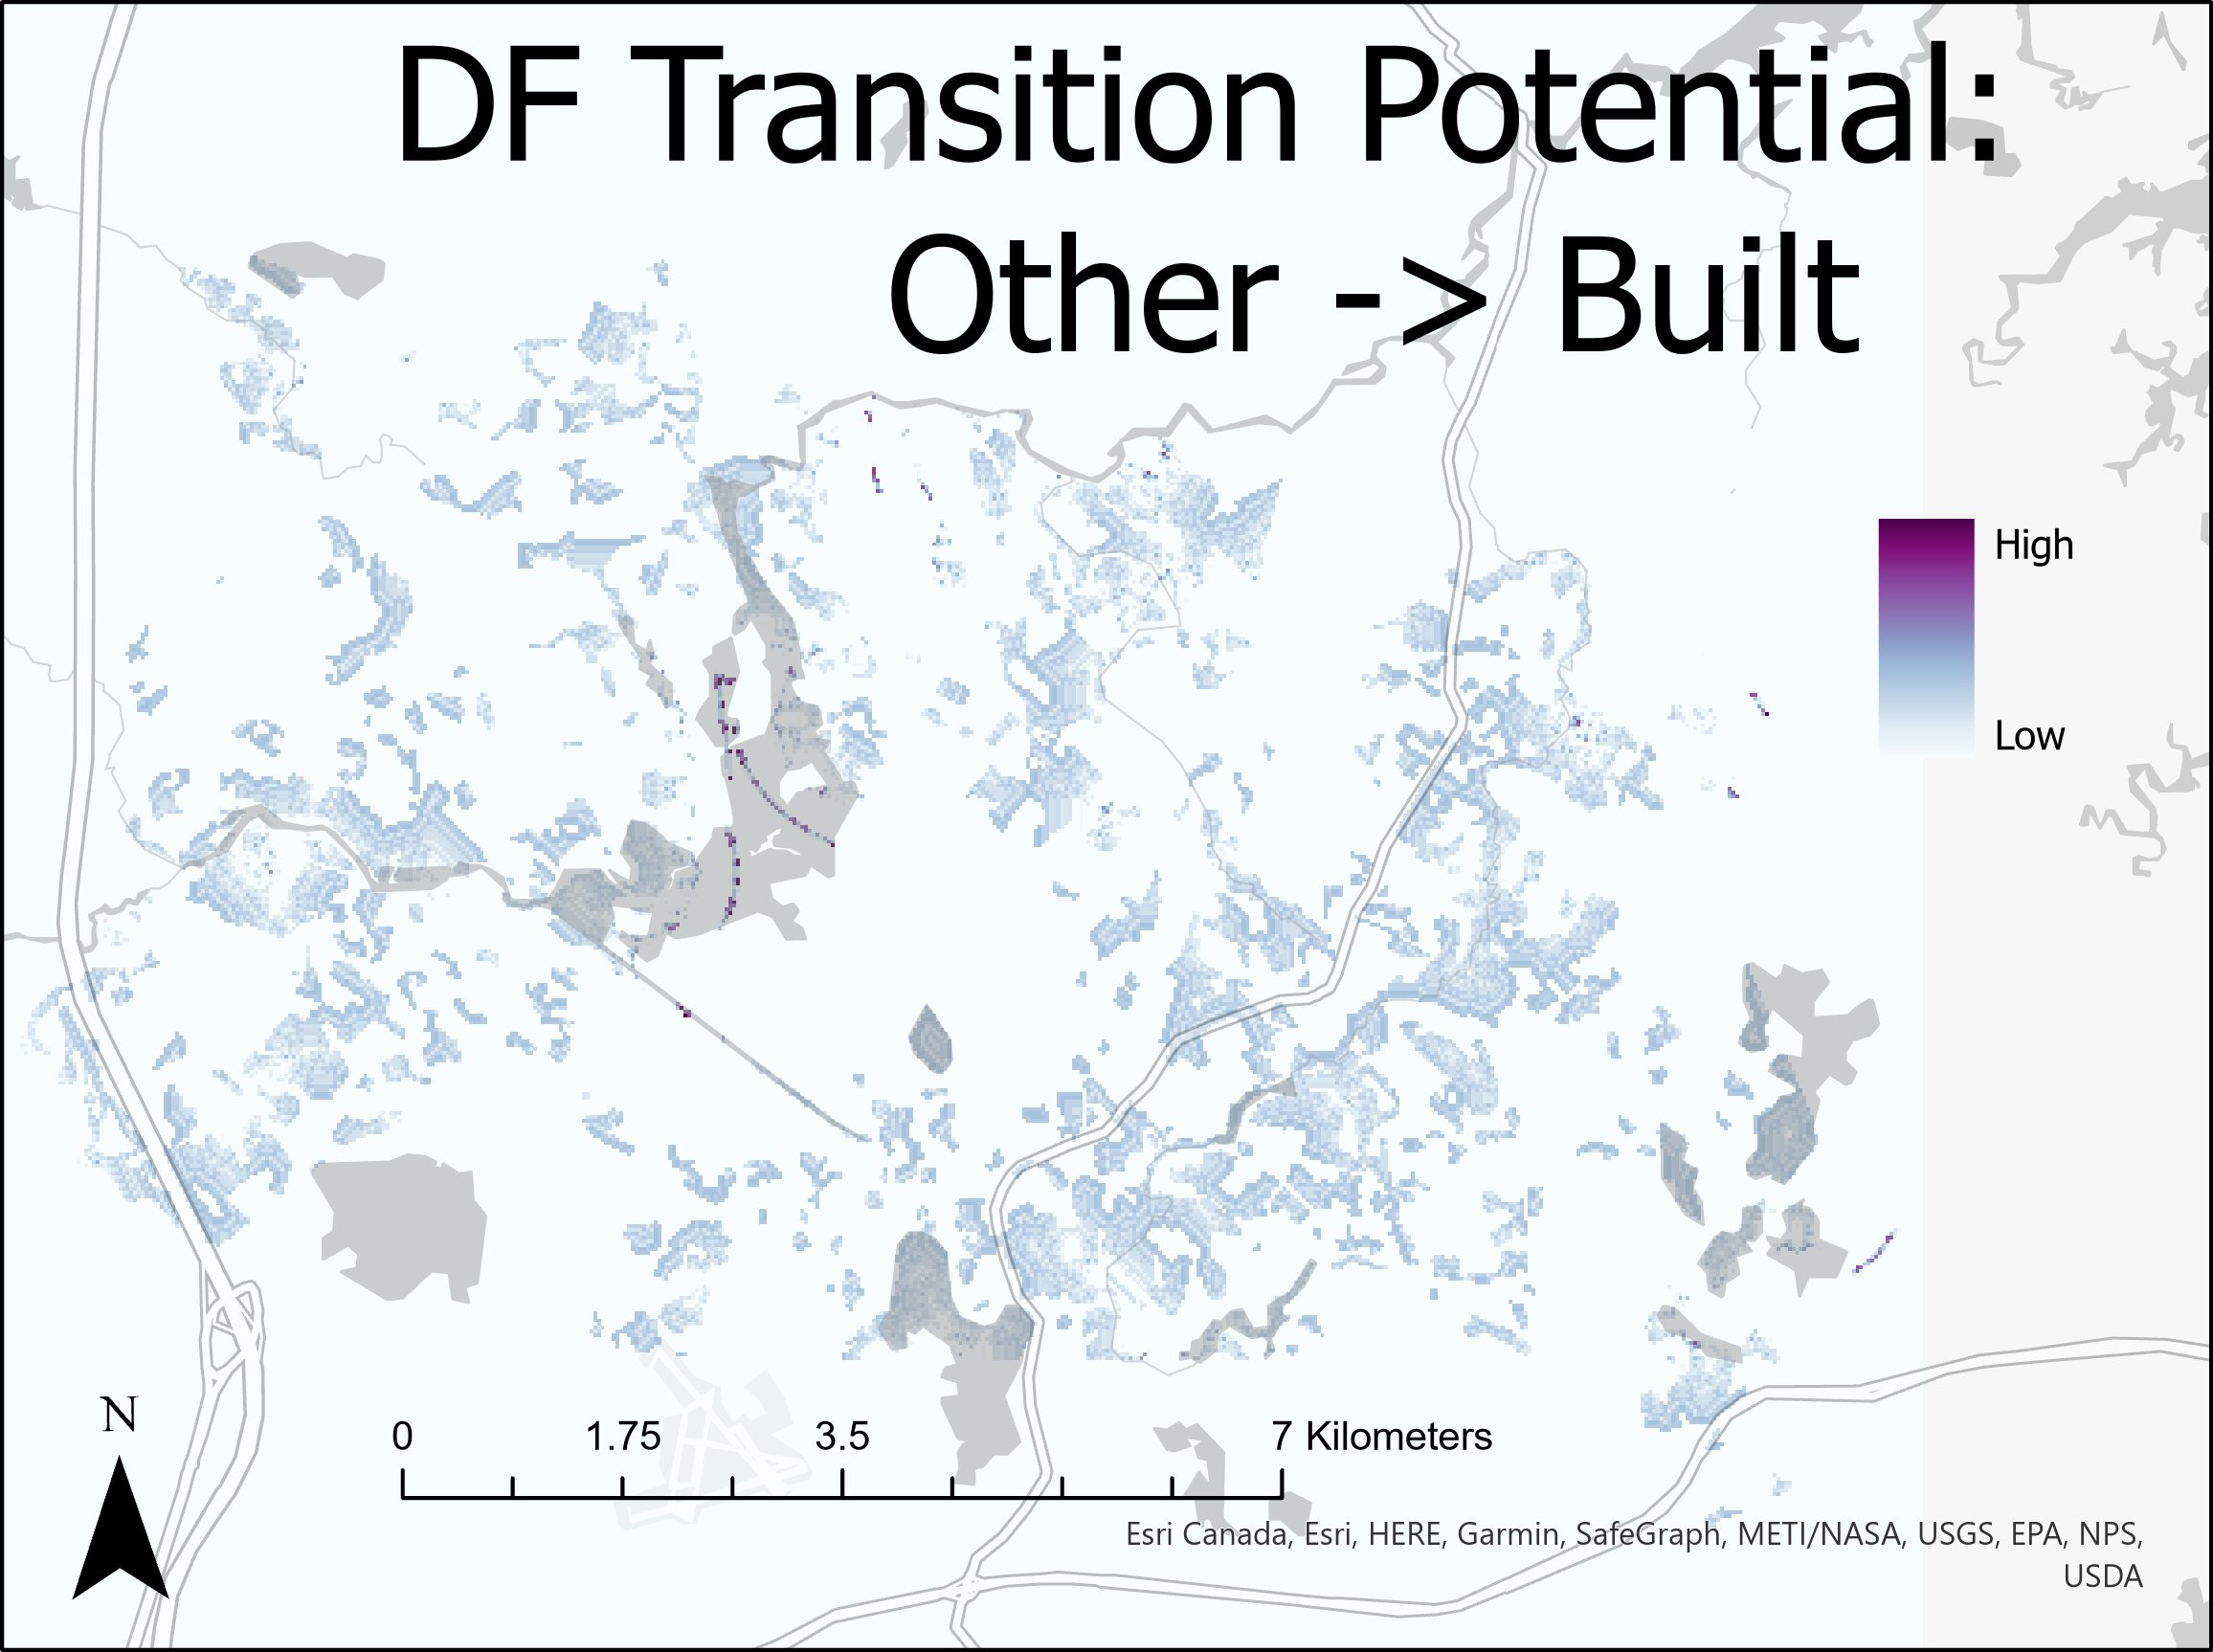 DF Transition Potential:
Other -> Built
High
Low
N
0 1.75 3.5 7 Kilometers
Esri Canada, Esri, HERE, Garmin, SafeGraph, METI/NASA, USGS, EPA, NPS,
USDA